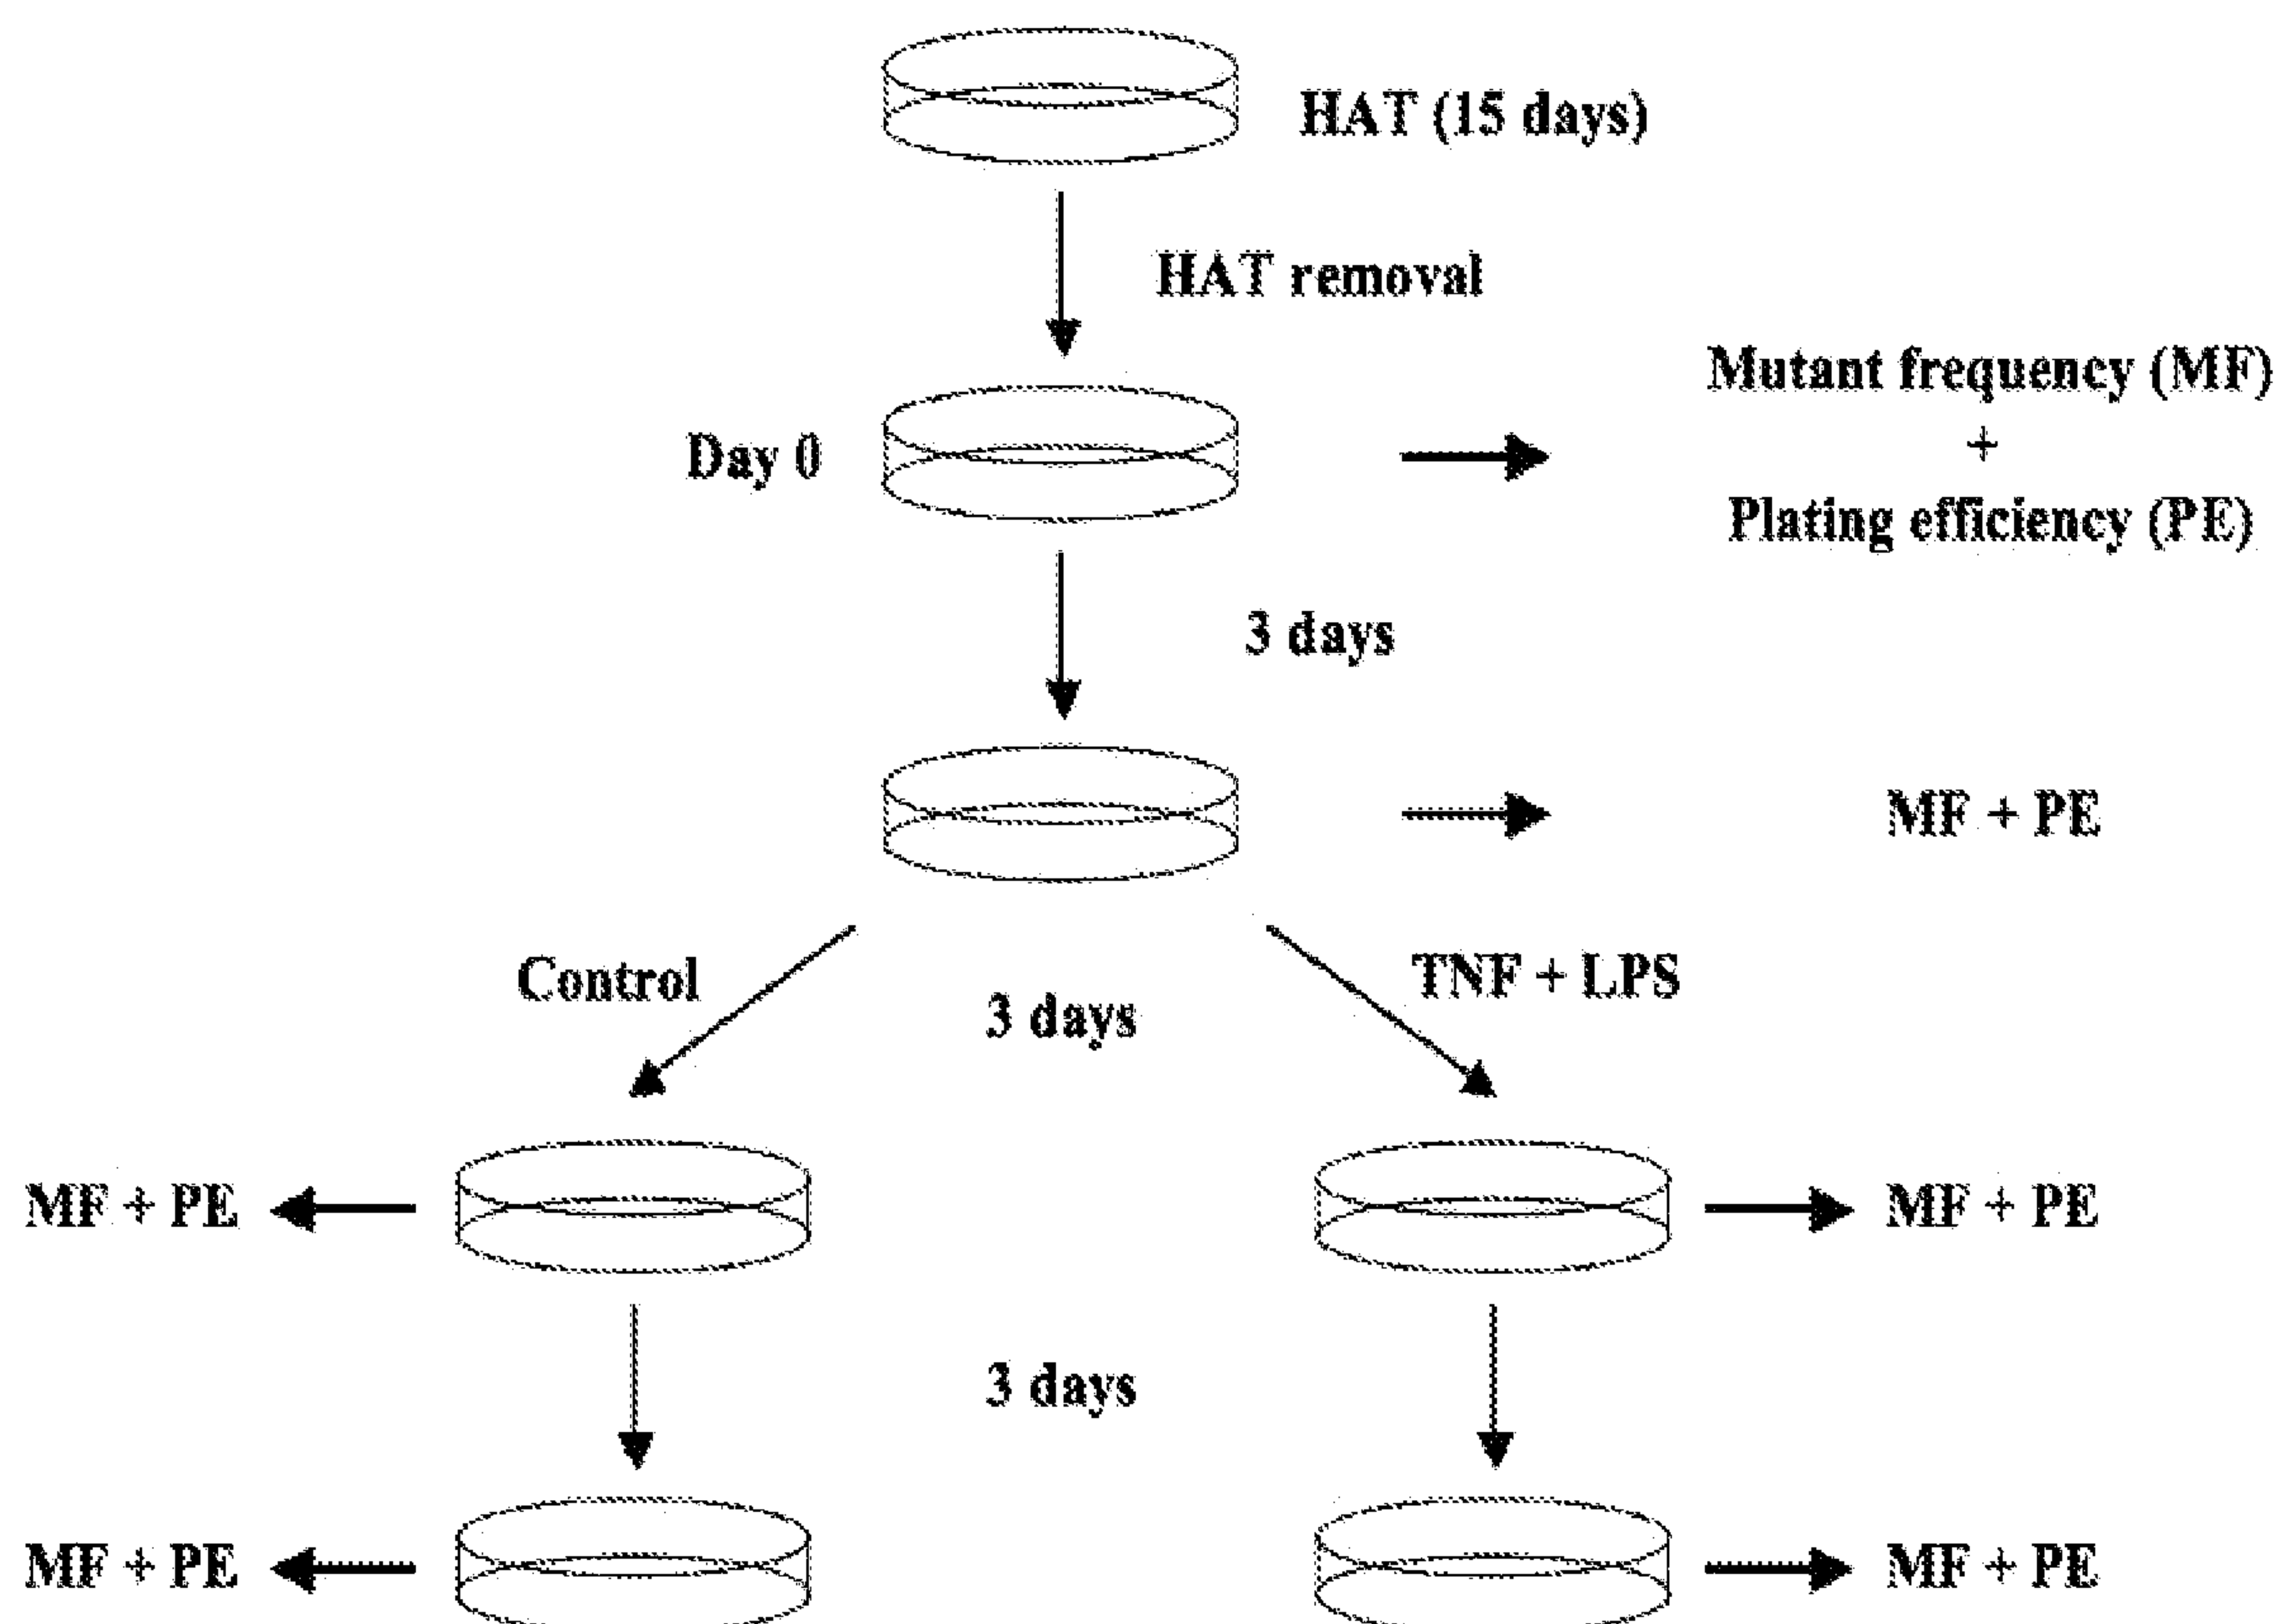 HAT (15 days)
HAT removal
Mutant frequency (MF)
+
Plating efficiency (PE)
Day 0
3 days
MF + PE
Control
3 days
TNF + LPS
MF + PE
MF + PE
3 days
MF + PE
MF + PE